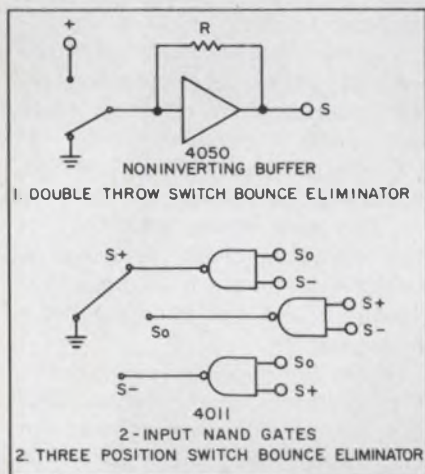 +
R
S
4050
NONINVERTING BUFFER
1. DOUBLE THROW SWITCH BOUNCE ELIMINATOR
S+
So
S-
S+
So
S-
So
S-
S+
4011
2-INPUT NAND GATES
2. THREE POSITION SWITCH BOUNCE ELIMINATOR